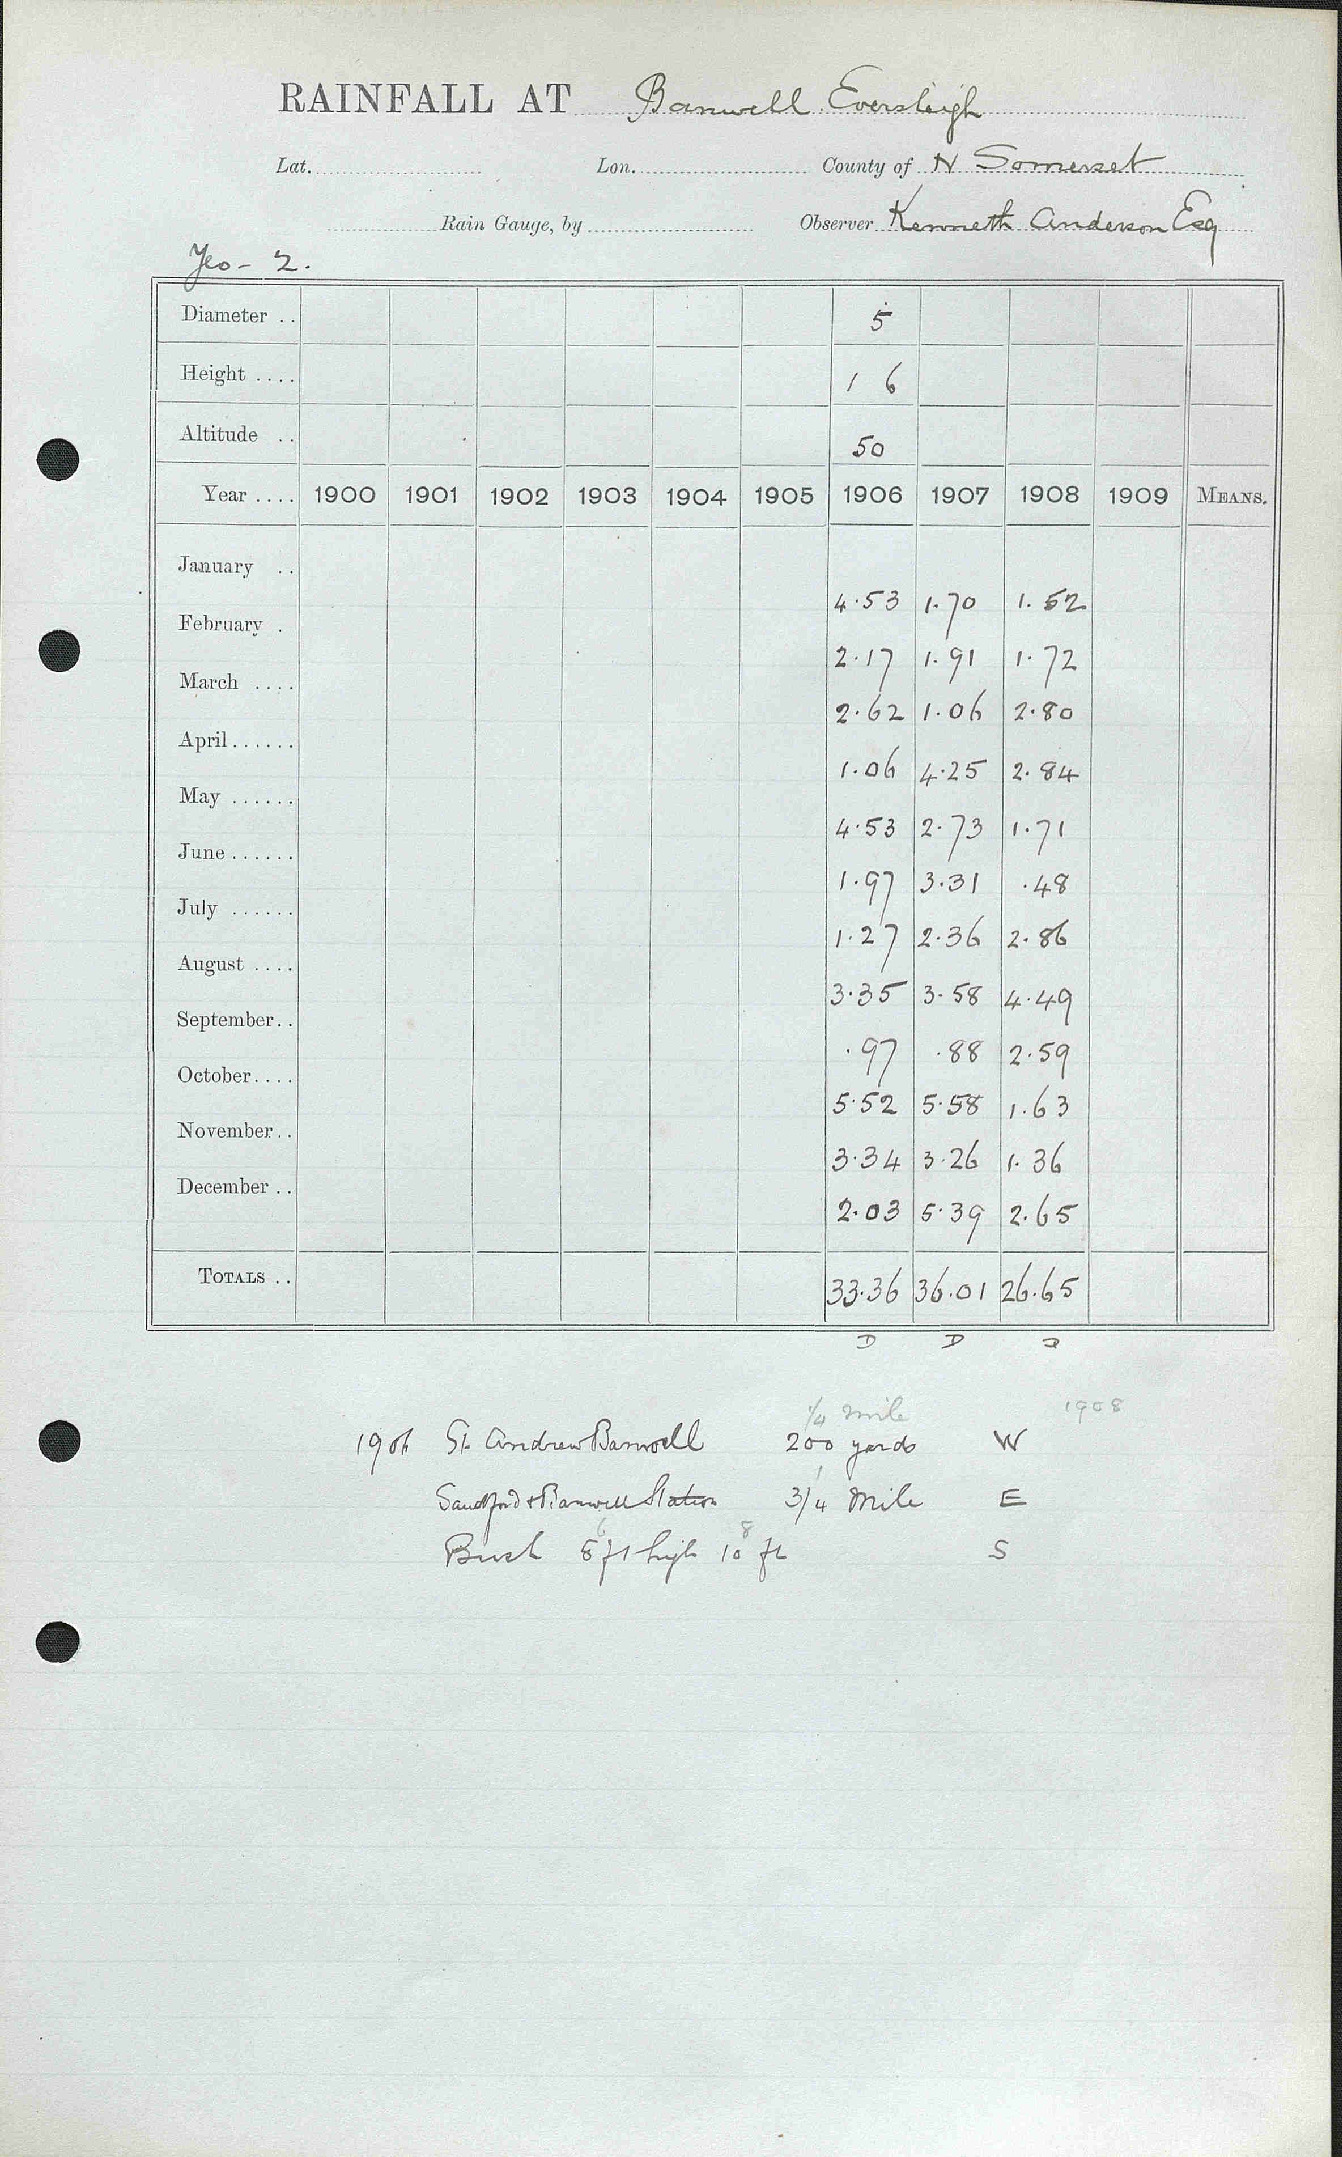 RAINFALL AT Banwell Eversleigh
Lat. Lon. County of N Somerset
Rain Gauge, by Observer Kenneth Anderson Esq
Yeo - 2.
Diameter .. 5
Height .... 1 6
Altitude .. 50
Year .... 1900 1901 1902 1903 1904 1905 1906 1907 1908 1909 MEANS.
January .. 4.53 1.70 1.52
February . 2.17 1.91 1.72
March .... 2.62 1.06 2.80
April ...... 1.06 4.25 2.84
May ...... 4.53 2.73 1.71
June ...... 1.97 3.31 .48
July ...... 1.27 2.36 2.86
August .... 3.35 3.58 4.49
September .. .97 .88 2.59
October .... 5.52 5.58 1.63
November .. 3.34 3.26 1.36
December .. 2.03 5.39 2.65
TOTALS .. 33.36 36.01 26.65
D D D
1/4 mile 1908
1906 St. Andrew Banwell 200 yards W
Sandford & Banwell Station 3/4 Mile E
6 8
Bush 5 ft high 10 ft S